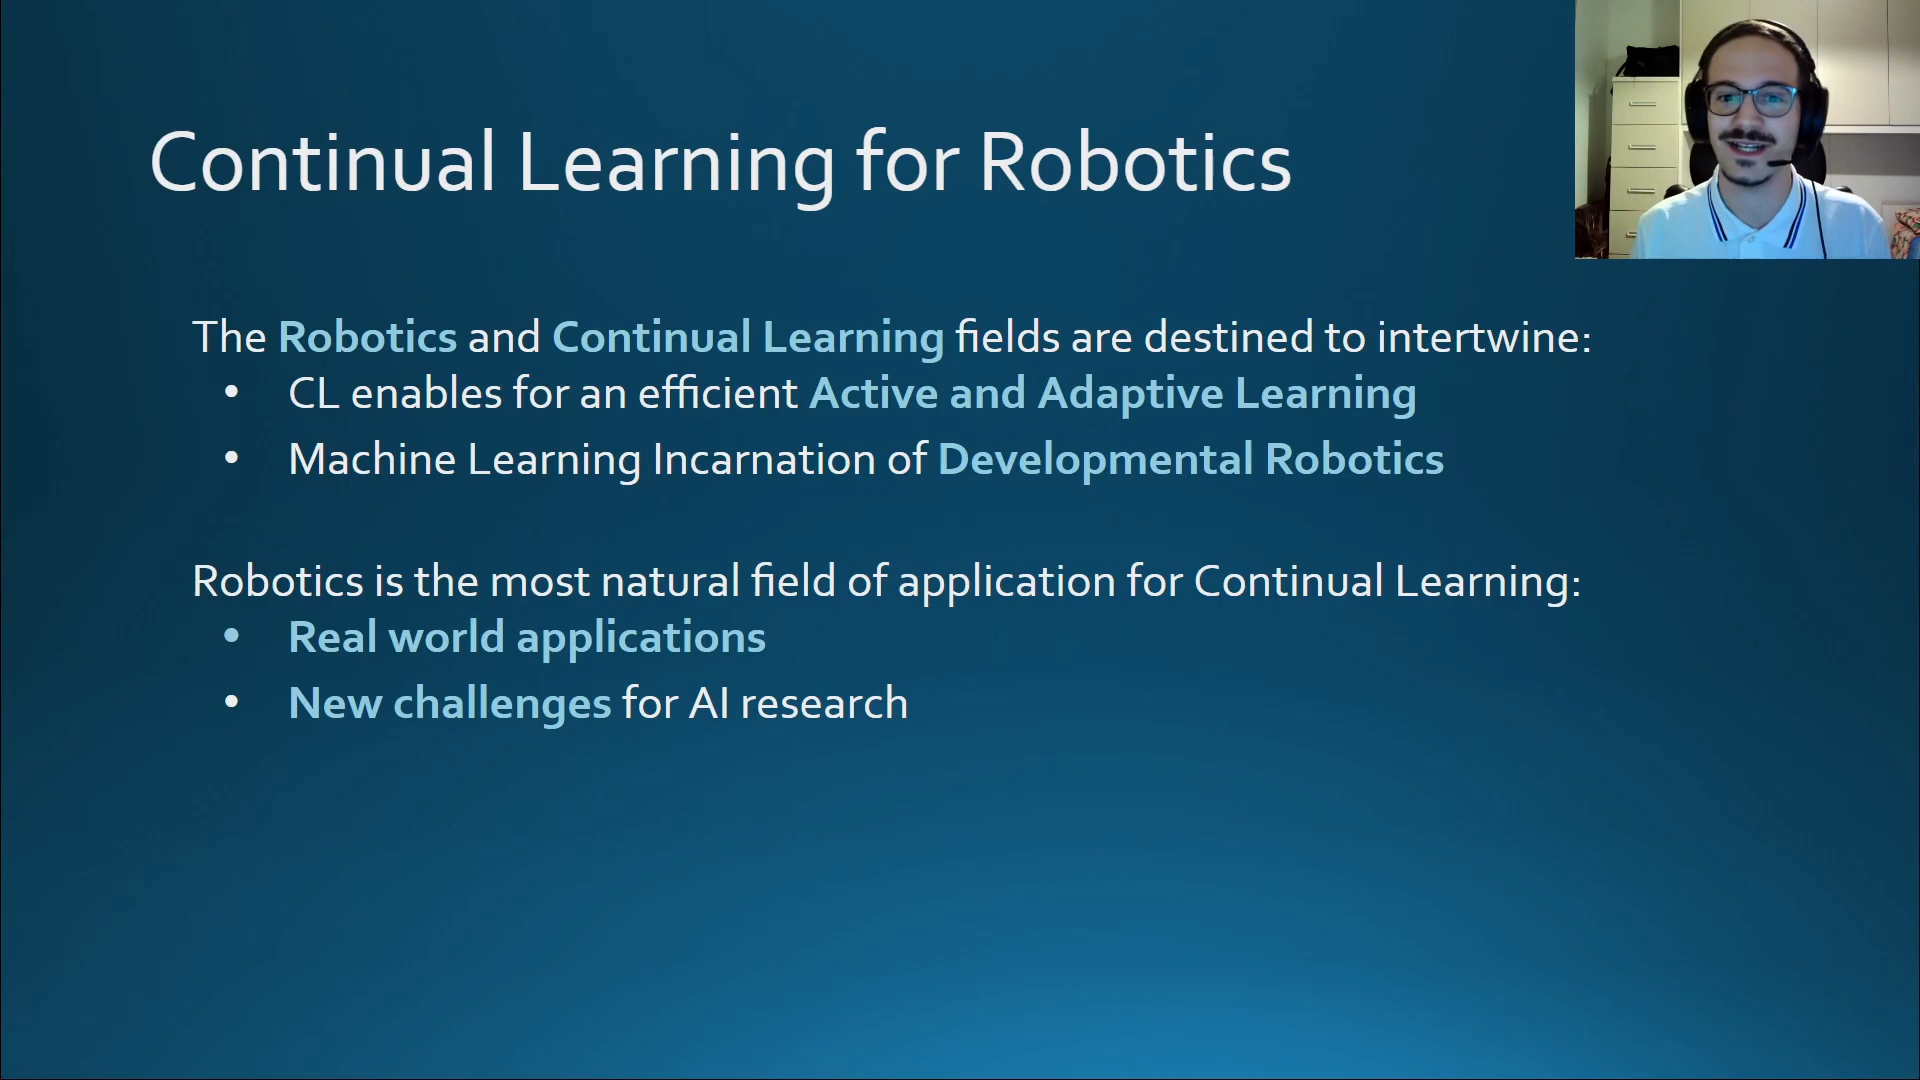 Continual Learning for Robotics
The Robotics and Continual Learning fields are destined to intertwine:
• CL enables for an efficient Active and Adaptive Learning
• Machine Learning Incarnation of Developmental Robotics
Robotics is the most natural field of application for Continual Learning:
• Real world applications
• New challenges for AI research